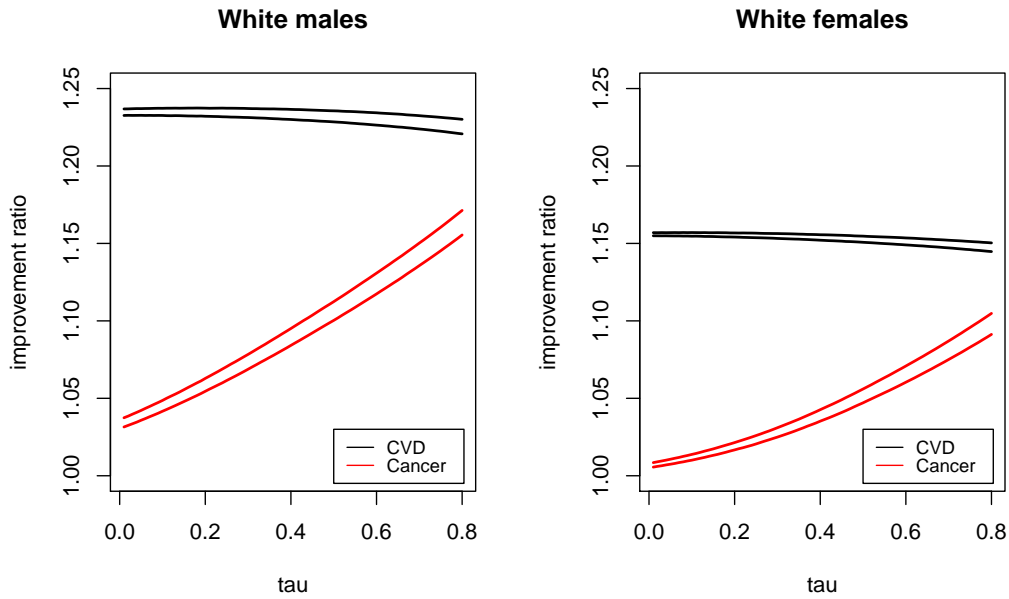 White males
improvement ratio
1.25
1.20
1.15
1.10
1.05
1.00
0.0 0.2 0.4 0.6 0.8
tau
CVD
Cancer
White females
improvement ratio
1.25
1.20
1.15
1.10
1.05
1.00
0.0 0.2 0.4 0.6 0.8
tau
CVD
Cancer